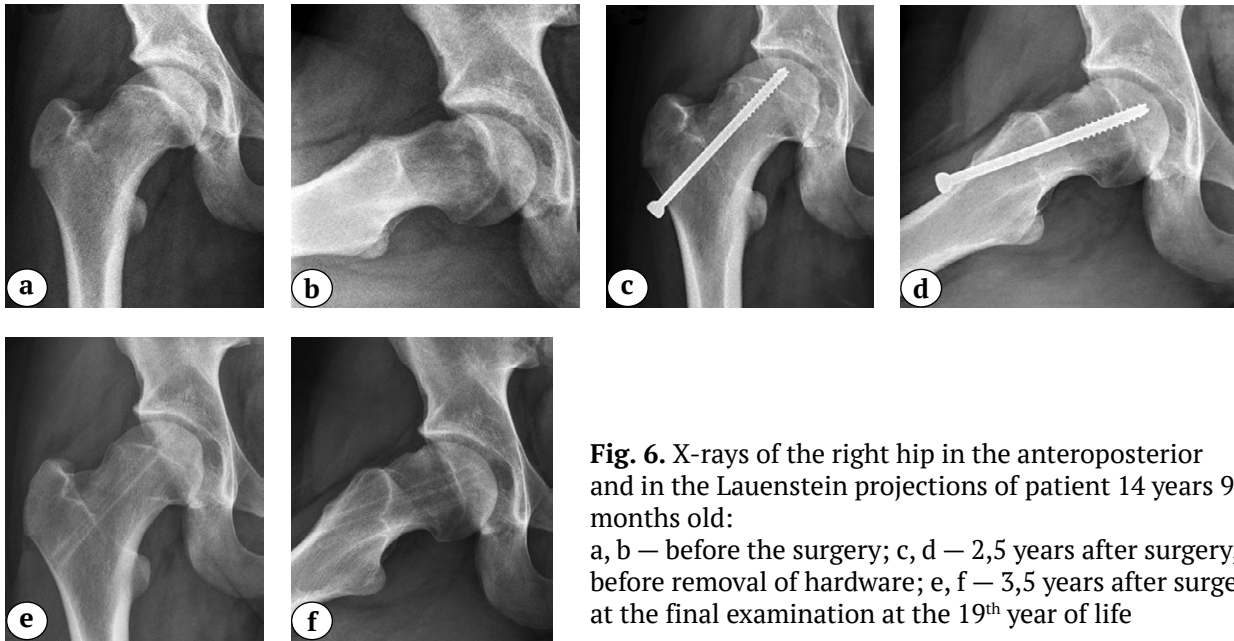 a
b
c
d
e
f
Fig. 6. X-rays of the right hip in the anteroposterior
and in the Lauenstein projections of patient 14 years 9
months old:
a, b — before the surgery; c, d — 2,5 years after surgery,
before removal of hardware; e, f — 3,5 years after surge
at the final examination at the 19th year of life